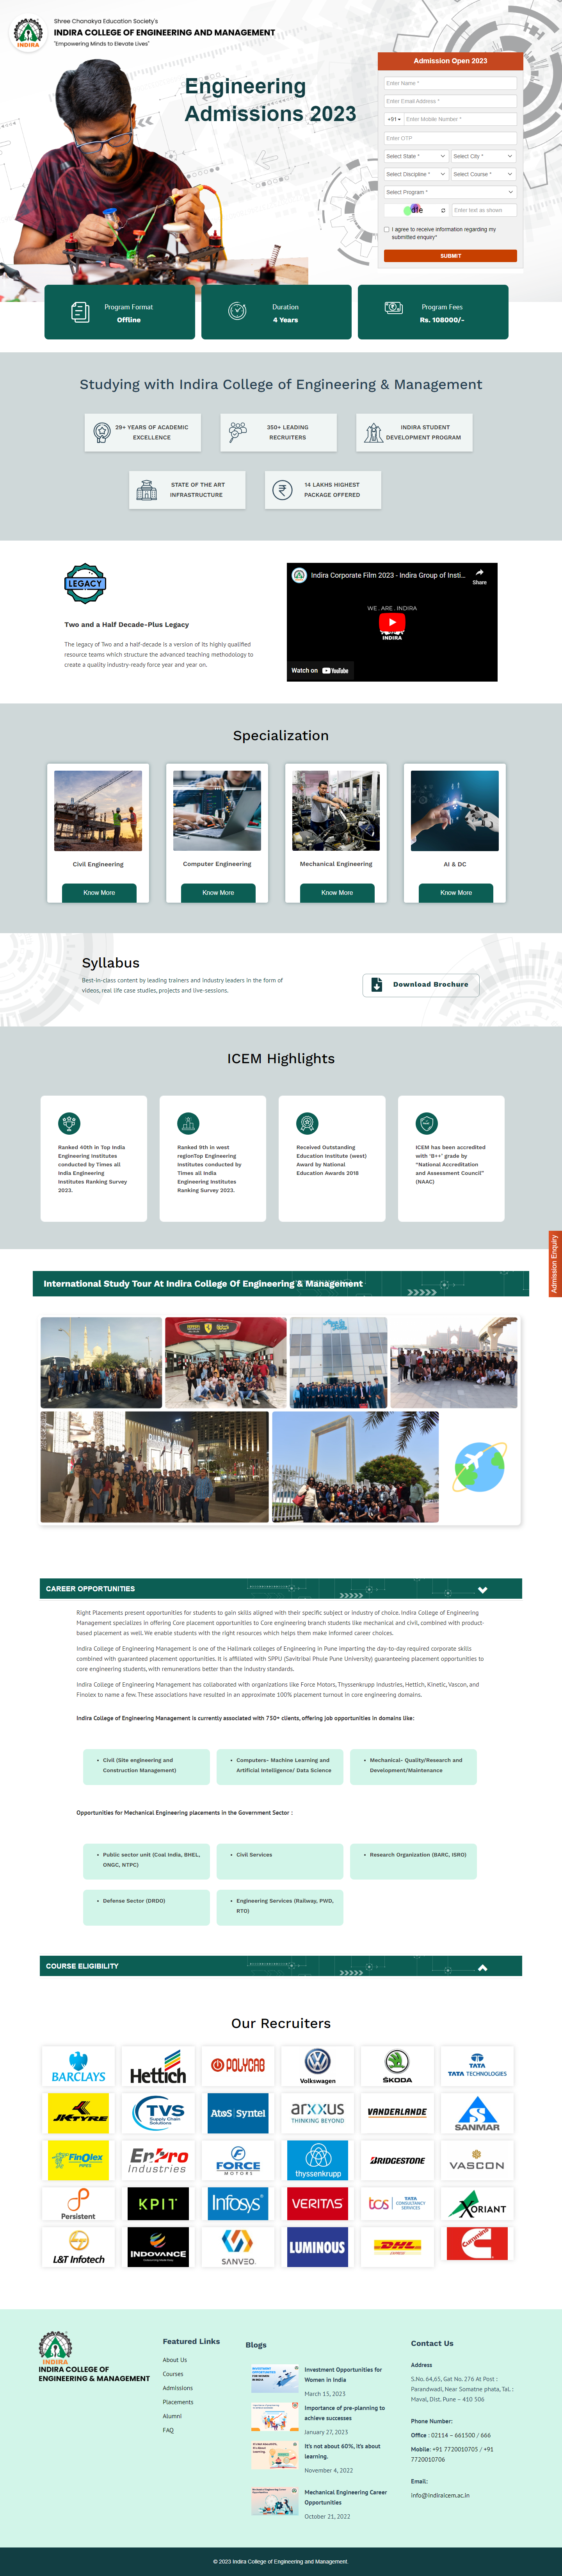 Shree Chanakya Education Society's
INDIRA COLLEGE OF ENGINEERING AND MANAGEMENT
"Empowering Minds to Elevate Lives"
INDIRA
Engineering
Admissions 2023
Admission Open 2023
Enter Name *
Enter Email Address *
+91 Enter Mobile Number *
Enter OTP
Select State * Select City *
Select Discipline * Select Course *
Select Program *
Enter text as shown
I agree to receive information regarding my
submitted enquiry*
SUBMIT
Program Format
Offline
Duration
4 Years
Program Fees
Rs. 108000/-
Studying with Indira College of Engineering & Management
29+ YEARS OF ACADEMIC
EXCELLENCE
350+ LEADING
RECRUITERS
INDIRA STUDENT
DEVELOPMENT PROGRAM
STATE OF THE ART
INFRASTRUCTURE
14 LAKHS HIGHEST
PACKAGE OFFERED
LEGACY
Two and a Half Decade-Plus Legacy
The legacy of Two and a half-decade is a version of its highly qualified
resource teams which structure the advanced teaching methodology to
create a quality industry-ready force year and year on.
Indira Corporate Film 2023 - Indira Group of Insti...
Share
WE . ARE . INDIRA
INDIRA
Watch on YouTube
Specialization
Civil Engineering
Know More
Computer Engineering
Know More
Mechanical Engineering
Know More
AI & DC
Know More
Syllabus
Best-in-class content by leading trainers and industry leaders in the form of
videos, real life case studies, projects and live-sessions.
Download Brochure
ICEM Highlights
Ranked 40th in Top India
Engineering Institutes
conducted by Times all
India Engineering
Institutes Ranking Survey
2023.
Ranked 9th in west
regionTop Engineering
Institutes conducted by
Times all India
Engineering Institutes
Ranking Survey 2023.
Received Outstanding
Education Institute (west)
Award by National
Education Awards 2018
ICEM has been accredited
with 'B++' grade by
"National Accreditation
and Assessment Council"
(NAAC)
Admission Enquiry
International Study Tour At Indira College Of Engineering & Management
CAREER OPPORTUNITIES
Right Placements present opportunities for students to gain skills aligned with their specific subject or industry of choice. Indira College of Engineering
Management specializes in offering Core placement opportunities to Core engineering branch students like mechanical and civil, combined with product-
based placement as well. We enable students with the right resources which helps them make informed career choices.
Indira College of Engineering Management is one of the Hallmark colleges of Engineering in Pune imparting the day-to-day required corporate skills
combined with guaranteed placement opportunities. It is affiliated with SPPU (Savitribai Phule Pune University) guaranteeing placement opportunities to
core engineering students, with remunerations better than the industry standards.
Indira College of Engineering Management has collaborated with organizations like Force Motors, Thyssenkrupp Industries, Hettich, Kinetic, Vascon, and
Finolex to name a few. These associations have resulted in an approximate 100% placement turnout in core engineering domains.
Indira College of Engineering Management is currently associated with 750+ clients, offering job opportunities in domains like:
Civil (Site engineering and
Construction Management)
Computers- Machine Learning and
Artificial Intelligence/ Data Science
Mechanical- Quality/Research and
Development/Maintenance
Opportunities for Mechanical Engineering placements in the Government Sector :
Public sector unit (Coal India, BHEL,
ONGC, NTPC)
Civil Services
Research Organization (BARC, ISRO)
Defense Sector (DRDO)
Engineering Services (Railway, PWD,
RTO)
COURSE ELIGIBILITY
Our Recruiters
BARCLAYS
Hettich
POLYCAB
Volkswagen
ŠKODA
TATA
TATA TECHNOLOGIES
JK TYRE
TVS
Supply Chain
Solutions
Atos Syntel
arxxus
THINKING BEYOND
VANDERLANDE
SANMAR
Finolex
PIPES
Enpro
Industries
FORCE
MOTORS
thyssenkrupp
BRIDGESTONE
VASCON
Persistent
KPIT
Infosys
VERITAS
tcs TATA
CONSULTANCY
SERVICES
XORIANT
L&T Infotech
INDOVANCE
SANVEO
LUMINOUS
DHL
Cummins
INDIRA
INDIRA COLLEGE OF
ENGINEERING & MANAGEMENT
Featured Links
About Us
Courses
Admissions
Placements
Alumni
FAQ
Blogs
Investment Opportunities for
Women in India
March 15, 2023
Importance of pre-planning to
achieve successes
January 27, 2023
It's not about 60%, it's about
learning.
November 4, 2022
Mechanical Engineering Career
Opportunities
October 21, 2022
Contact Us
Address
S.No. 64,65, Gat No. 276 At Post :
Parandwadi, Near Somatne phata, Tal. :
Maval, Dist. Pune – 410 506
Phone Number:
Office : 02114 – 661500 / 666
Mobile: +91 7720010705 / +91
7720010706
Email:
info@indiraicem.ac.in
© 2023 Indira College of Engineering and Management.